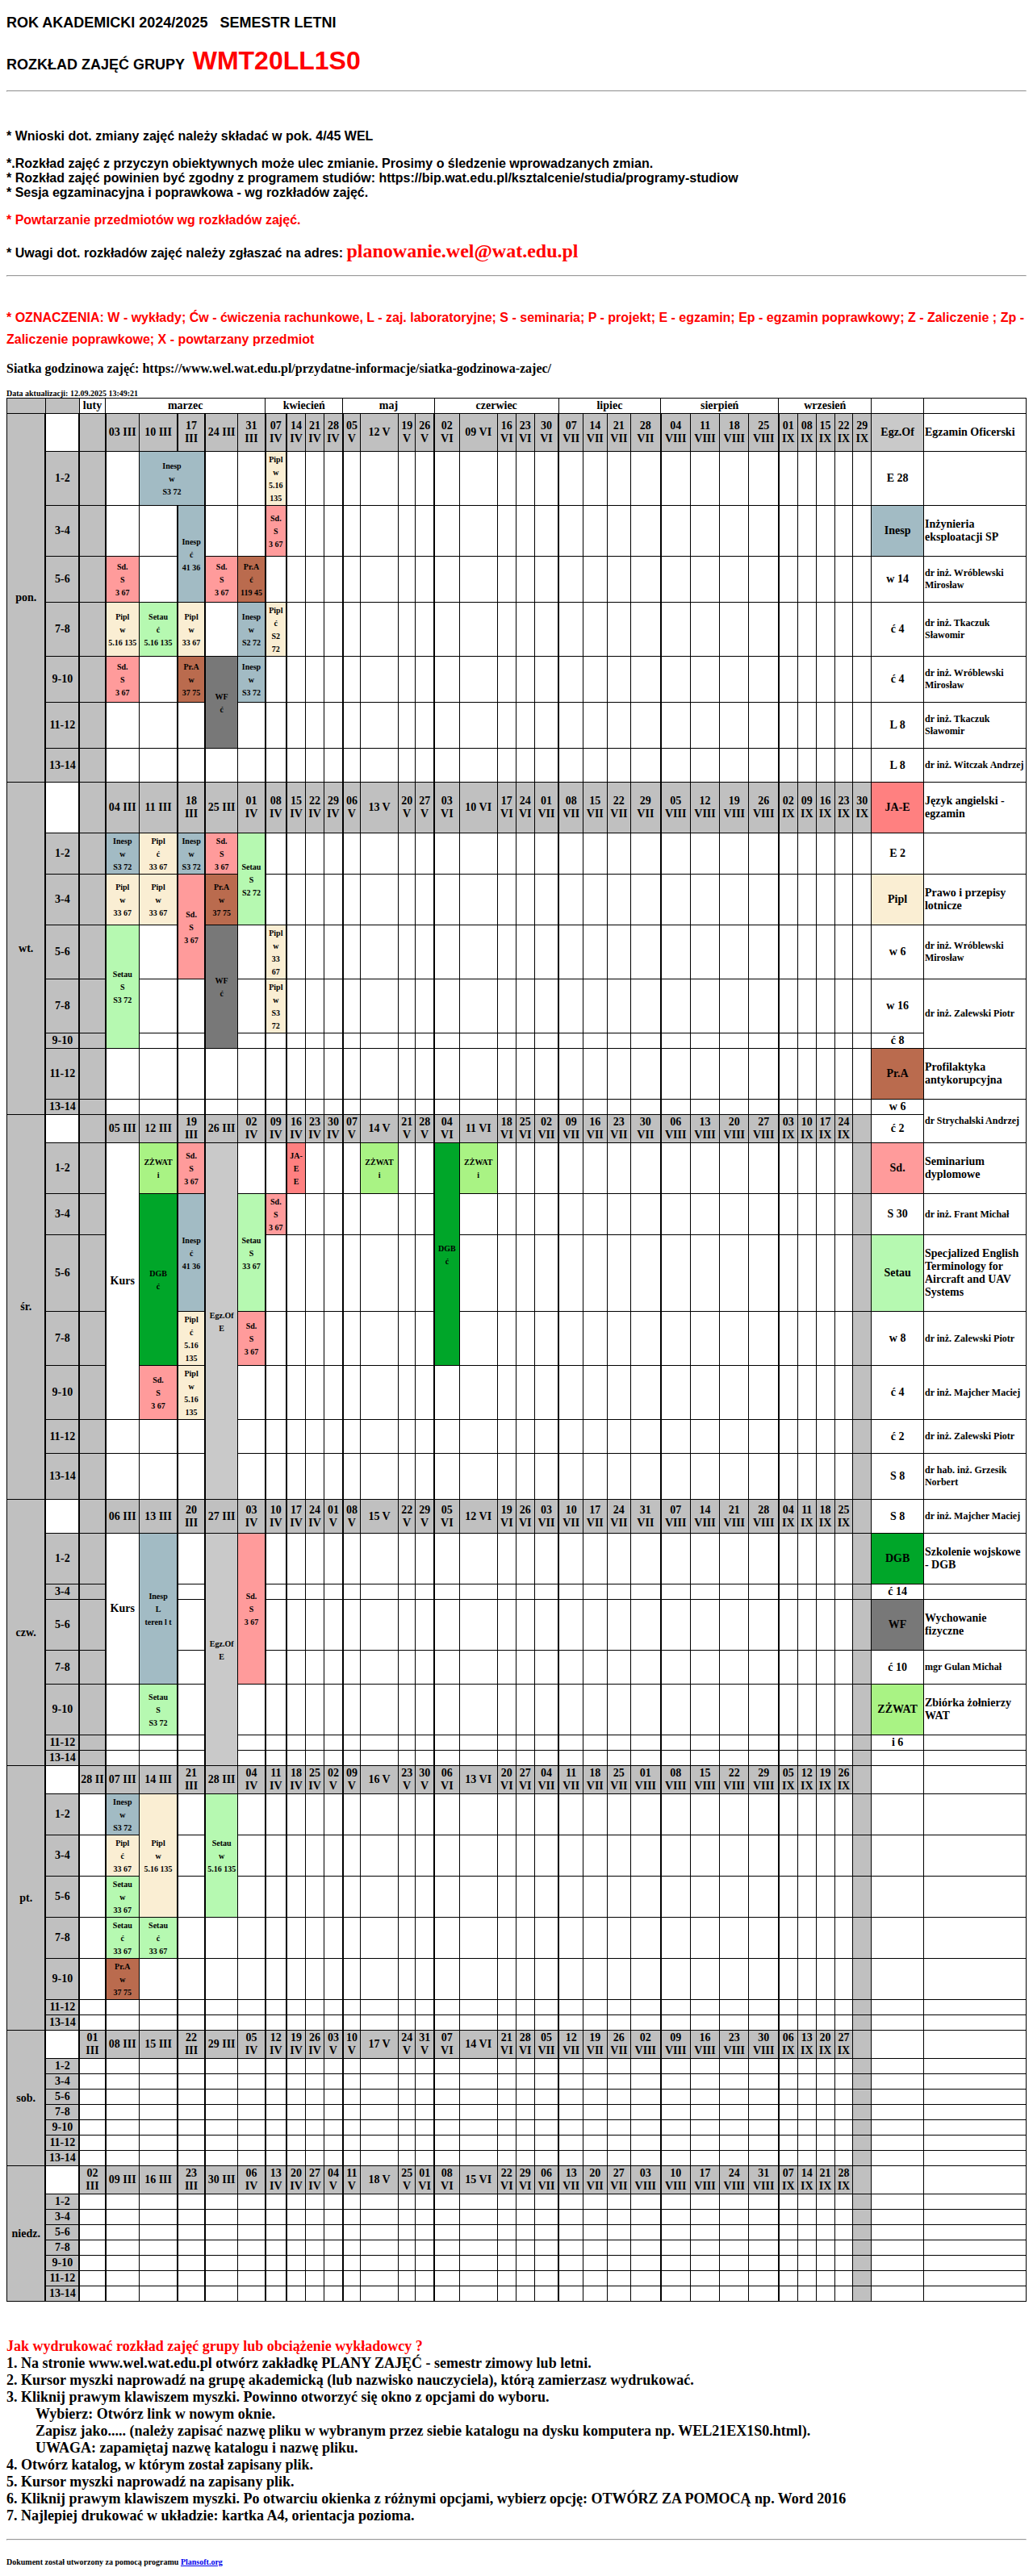 ROK AKADEMICKI 2024/2025 SEMESTR LETNI
ROZKŁAD ZAJĘĆ GRUPY WMT20LL1S0
* Wnioski dot. zmiany zajęć należy składać w pok. 4/45 WEL
*.Rozkład zajęć z przyczyn obiektywnych może ulec zmianie. Prosimy o śledzenie wprowadzanych zmian.
* Rozkład zajęć powinien być zgodny z programem studiów: https://bip.wat.edu.pl/ksztalcenie/studia/programy-studiow
* Sesja egzaminacyjna i poprawkowa - wg rozkładów zajęć.
* Powtarzanie przedmiotów wg rozkładów zajęć.
* Uwagi dot. rozkładów zajęć należy zgłaszać na adres: planowanie.wel@wat.edu.pl
* OZNACZENIA: W - wykłady; Ćw - ćwiczenia rachunkowe, L - zaj. laboratoryjne; S - seminaria; P - projekt; E - egzamin; Ep - egzamin poprawkowy; Z - Zaliczenie ; Zp -
Zaliczenie poprawkowe; X - powtarzany przedmiot
Siatka godzinowa zajęć: https://www.wel.wat.edu.pl/przydatne-informacje/siatka-godzinowa-zajec/
Data aktualizacji: 12.09.2025 13:49:21
luty marzec kwiecień maj czerwiec lipiec sierpień wrzesień
pon. 03 III 10 III 17 III 24 III 31 III 07 IV 14 IV 21 IV 28 IV 05 V 12 V 19 V 26 V 02 VI 09 VI 16 VI 23 VI 30 VI 07 VII 14 VII 21 VII 28 VII 04 VIII 11 VIII 18 VIII 25 VIII 01 IX 08 IX 15 IX 22 IX 29 IX Egz.Of Egzamin Oficerski
1-2 Inesp w S3 72 Pipl w 5.16 135 E 28
3-4 Inesp ć 41 36 Sd. S 3 67 Inesp Inżynieria eksploatacji SP
5-6 Sd. S 3 67 Sd. S 3 67 Pr.A ć 119 45 w 14 dr inż. Wróblewski Mirosław
7-8 Pipl w 5.16 135 Setau ć 5.16 135 Pipl w 33 67 Inesp w S2 72 Pipl ć S2 72 ć 4 dr inż. Tkaczuk Sławomir
9-10 Sd. S 3 67 Pr.A w 37 75 WF ć Inesp w S3 72 ć 4 dr inż. Wróblewski Mirosław
11-12 L 8 dr inż. Tkaczuk Sławomir
13-14 L 8 dr inż. Witczak Andrzej
wt. 04 III 11 III 18 III 25 III 01 IV 08 IV 15 IV 22 IV 29 IV 06 V 13 V 20 V 27 V 03 VI 10 VI 17 VI 24 VI 01 VII 08 VII 15 VII 22 VII 29 VII 05 VIII 12 VIII 19 VIII 26 VIII 02 IX 09 IX 16 IX 23 IX 30 IX JA-E Język angielski - egzamin
1-2 Inesp w S3 72 Pipl ć 33 67 Inesp w S3 72 Sd. S 3 67 Setau S S2 72 E 2
3-4 Pipl w 33 67 Pipl w 33 67 Sd. S 3 67 Pr.A w 37 75 Pipl Prawo i przepisy lotnicze
5-6 Setau S S3 72 WF ć Pipl w 33 67 w 6 dr inż. Wróblewski Mirosław
7-8 Pipl w S3 72 w 16 dr inż. Zalewski Piotr
9-10 ć 8
11-12 Pr.A Profilaktyka antykorupcyjna
13-14 w 6 dr Strychalski Andrzej
śr. 05 III 12 III 19 III 26 III 02 IV 09 IV 16 IV 23 IV 30 IV 07 V 14 V 21 V 28 V 04 VI 11 VI 18 VI 25 VI 02 VII 09 VII 16 VII 23 VII 30 VII 06 VIII 13 VIII 20 VIII 27 VIII 03 IX 10 IX 17 IX 24 IX ć 2
1-2 Kurs ZŻWAT i Sd. S 3 67 Egz.Of E JA-E E ZŻWAT i DGB ć ZŻWAT i Sd. Seminarium dyplomowe
3-4 DGB ć Inesp ć 41 36 Setau S 33 67 Sd. S 3 67 S 30 dr inż. Frant Michał
5-6 Setau Specjalized English Terminology for Aircraft and UAV Systems
7-8 Pipl ć 5.16 135 Sd. S 3 67 w 8 dr inż. Zalewski Piotr
9-10 Sd. S 3 67 Pipl w 5.16 135 ć 4 dr inż. Majcher Maciej
11-12 ć 2 dr inż. Zalewski Piotr
13-14 S 8 dr hab. inż. Grzesik Norbert
czw. 06 III 13 III 20 III 27 III 03 IV 10 IV 17 IV 24 IV 01 V 08 V 15 V 22 V 29 V 05 VI 12 VI 19 VI 26 VI 03 VII 10 VII 17 VII 24 VII 31 VII 07 VIII 14 VIII 21 VIII 28 VIII 04 IX 11 IX 18 IX 25 IX S 8 dr inż. Majcher Maciej
1-2 Kurs Inesp L teren l t Egz.Of E Sd. S 3 67 DGB Szkolenie wojskowe - DGB
3-4 ć 14
5-6 WF Wychowanie fizyczne
7-8 ć 10 mgr Gulan Michał
9-10 Setau S S3 72 ZŻWAT Zbiórka żołnierzy WAT
11-12 i 6
13-14
pt. 28 II 07 III 14 III 21 III 28 III 04 IV 11 IV 18 IV 25 IV 02 V 09 V 16 V 23 V 30 V 06 VI 13 VI 20 VI 27 VI 04 VII 11 VII 18 VII 25 VII 01 VIII 08 VIII 15 VIII 22 VIII 29 VIII 05 IX 12 IX 19 IX 26 IX
1-2 Inesp w S3 72 Pipl w 5.16 135 Setau w 5.16 135
3-4 Pipl ć 33 67
5-6 Setau w 33 67
7-8 Setau ć 33 67 Setau ć 33 67
9-10 Pr.A w 37 75
11-12
13-14
sob. 01 III 08 III 15 III 22 III 29 III 05 IV 12 IV 19 IV 26 IV 03 V 10 V 17 V 24 V 31 V 07 VI 14 VI 21 VI 28 VI 05 VII 12 VII 19 VII 26 VII 02 VIII 09 VIII 16 VIII 23 VIII 30 VIII 06 IX 13 IX 20 IX 27 IX
1-2
3-4
5-6
7-8
9-10
11-12
13-14
niedz. 02 III 09 III 16 III 23 III 30 III 06 IV 13 IV 20 IV 27 IV 04 V 11 V 18 V 25 V 01 VI 08 VI 15 VI 22 VI 29 VI 06 VII 13 VII 20 VII 27 VII 03 VIII 10 VIII 17 VIII 24 VIII 31 VIII 07 IX 14 IX 21 IX 28 IX
1-2
3-4
5-6
7-8
9-10
11-12
13-14
Jak wydrukować rozkład zajęć grupy lub obciążenie wykładowcy ?
1. Na stronie www.wel.wat.edu.pl otwórz zakładkę PLANY ZAJĘĆ - semestr zimowy lub letni.
2. Kursor myszki naprowadź na grupę akademicką (lub nazwisko nauczyciela), którą zamierzasz wydrukować.
3. Kliknij prawym klawiszem myszki. Powinno otworzyć się okno z opcjami do wyboru.
Wybierz: Otwórz link w nowym oknie.
Zapisz jako..... (należy zapisać nazwę pliku w wybranym przez siebie katalogu na dysku komputera np. WEL21EX1S0.html).
UWAGA: zapamiętaj nazwę katalogu i nazwę pliku.
4. Otwórz katalog, w którym został zapisany plik.
5. Kursor myszki naprowadź na zapisany plik.
6. Kliknij prawym klawiszem myszki. Po otwarciu okienka z różnymi opcjami, wybierz opcję: OTWÓRZ ZA POMOCĄ np. Word 2016
7. Najlepiej drukować w układzie: kartka A4, orientacja pozioma.
Dokument został utworzony za pomocą programu Plansoft.org